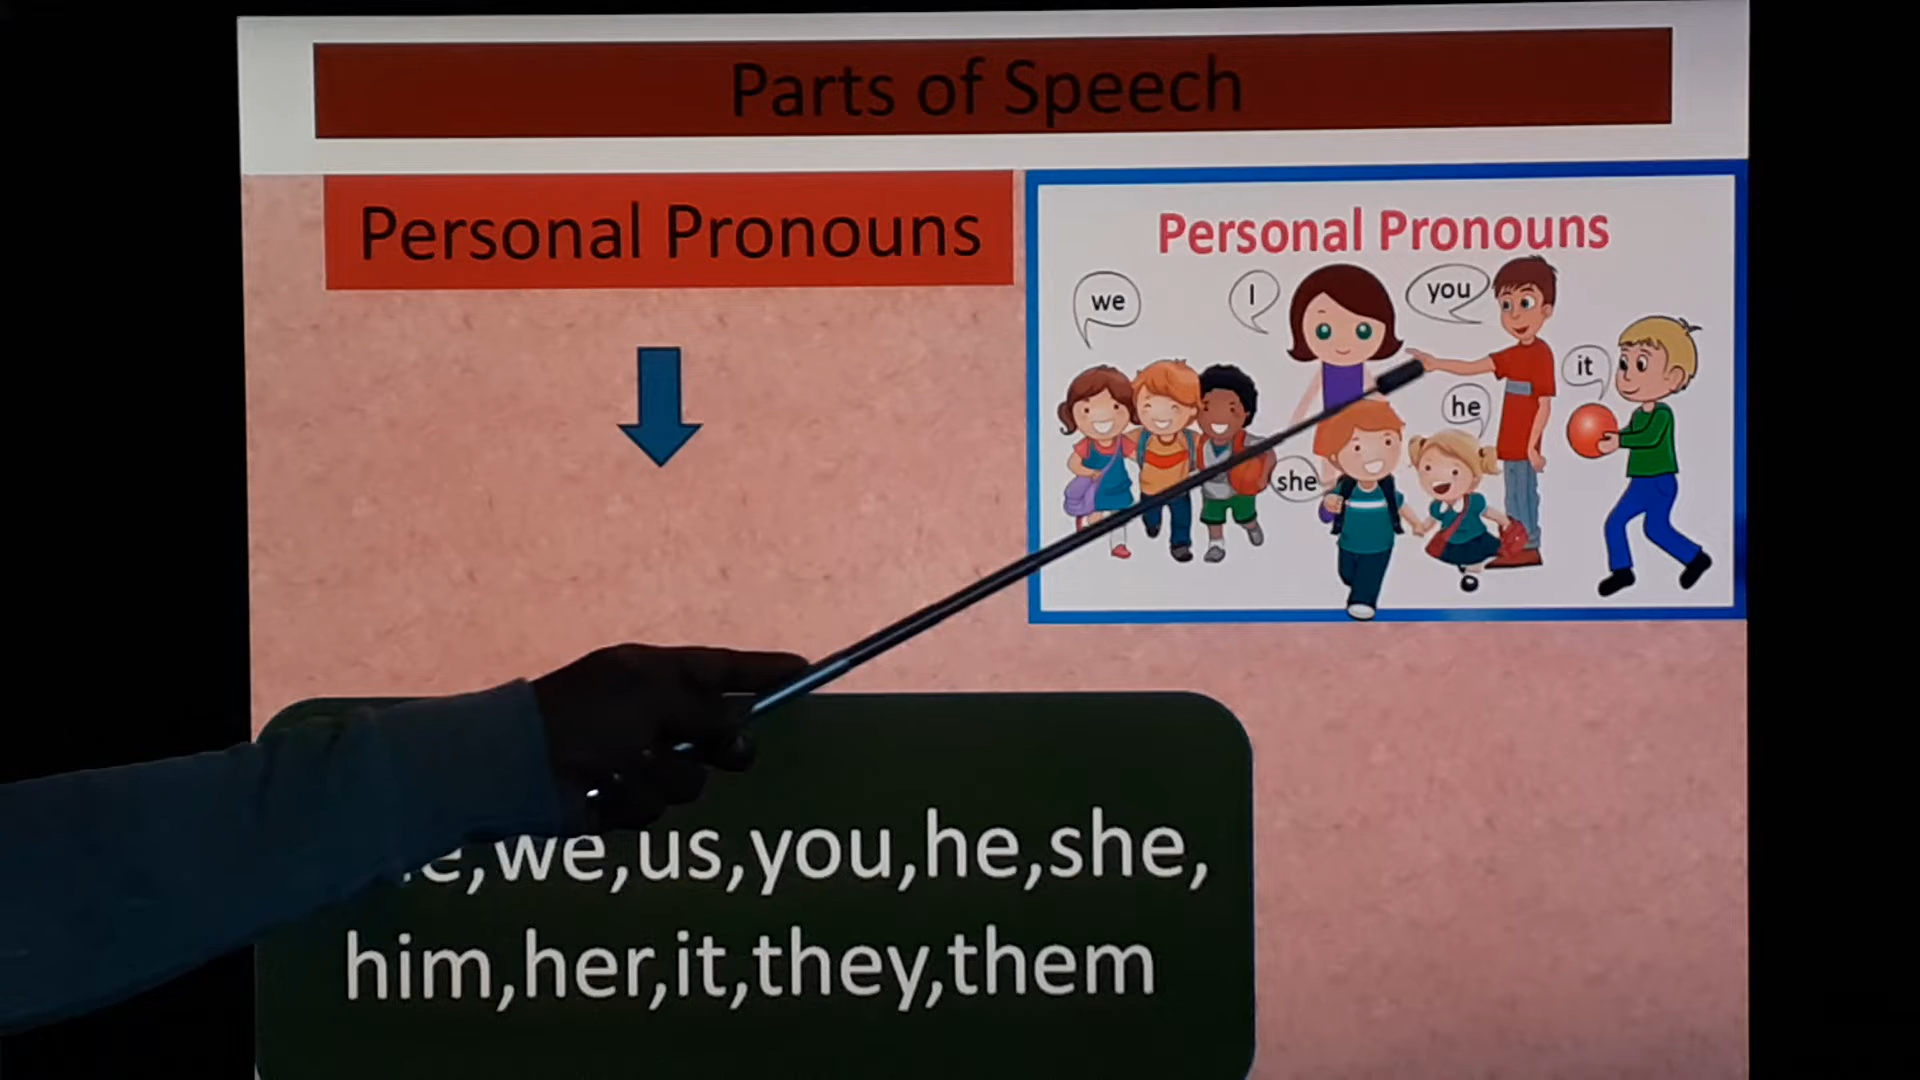 Parts of Speech
Personal Pronouns
Personal Pronouns
we
I
you
it
he
she
,we,us,you,he,she,
him,her,it,they,them